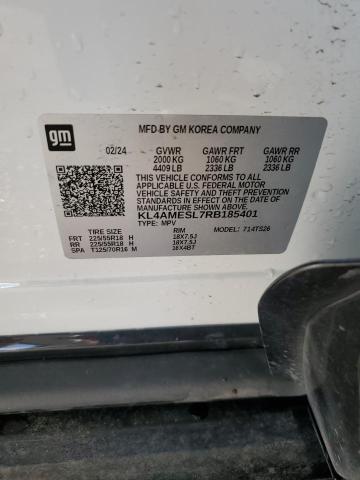 gm
MFD BY GM KOREA COMPANY
02/24 GVWR GAWR FRT GAWR RR
2000 KG 1060 KG 1060 KG
4409 LB 2336 LB 2336 LB
THIS VEHICLE CONFORMS TO ALL
APPLICABLE U.S. FEDERAL MOTOR
VEHICLE SAFETY AND THEFT PREVENTION
STANDARDS IN EFFECT ON THE DATE OF
MANUFACTURE SHOWN ABOVE.
KL4AMESL7RB185401
TYPE: MPV MODEL: 714TS26
TIRE SIZE RIM
FRT 225/55R18 H 18X7.5J
RR 225/55R18 H 18X7.5J
SPA T125/70R16 M 16X4BT